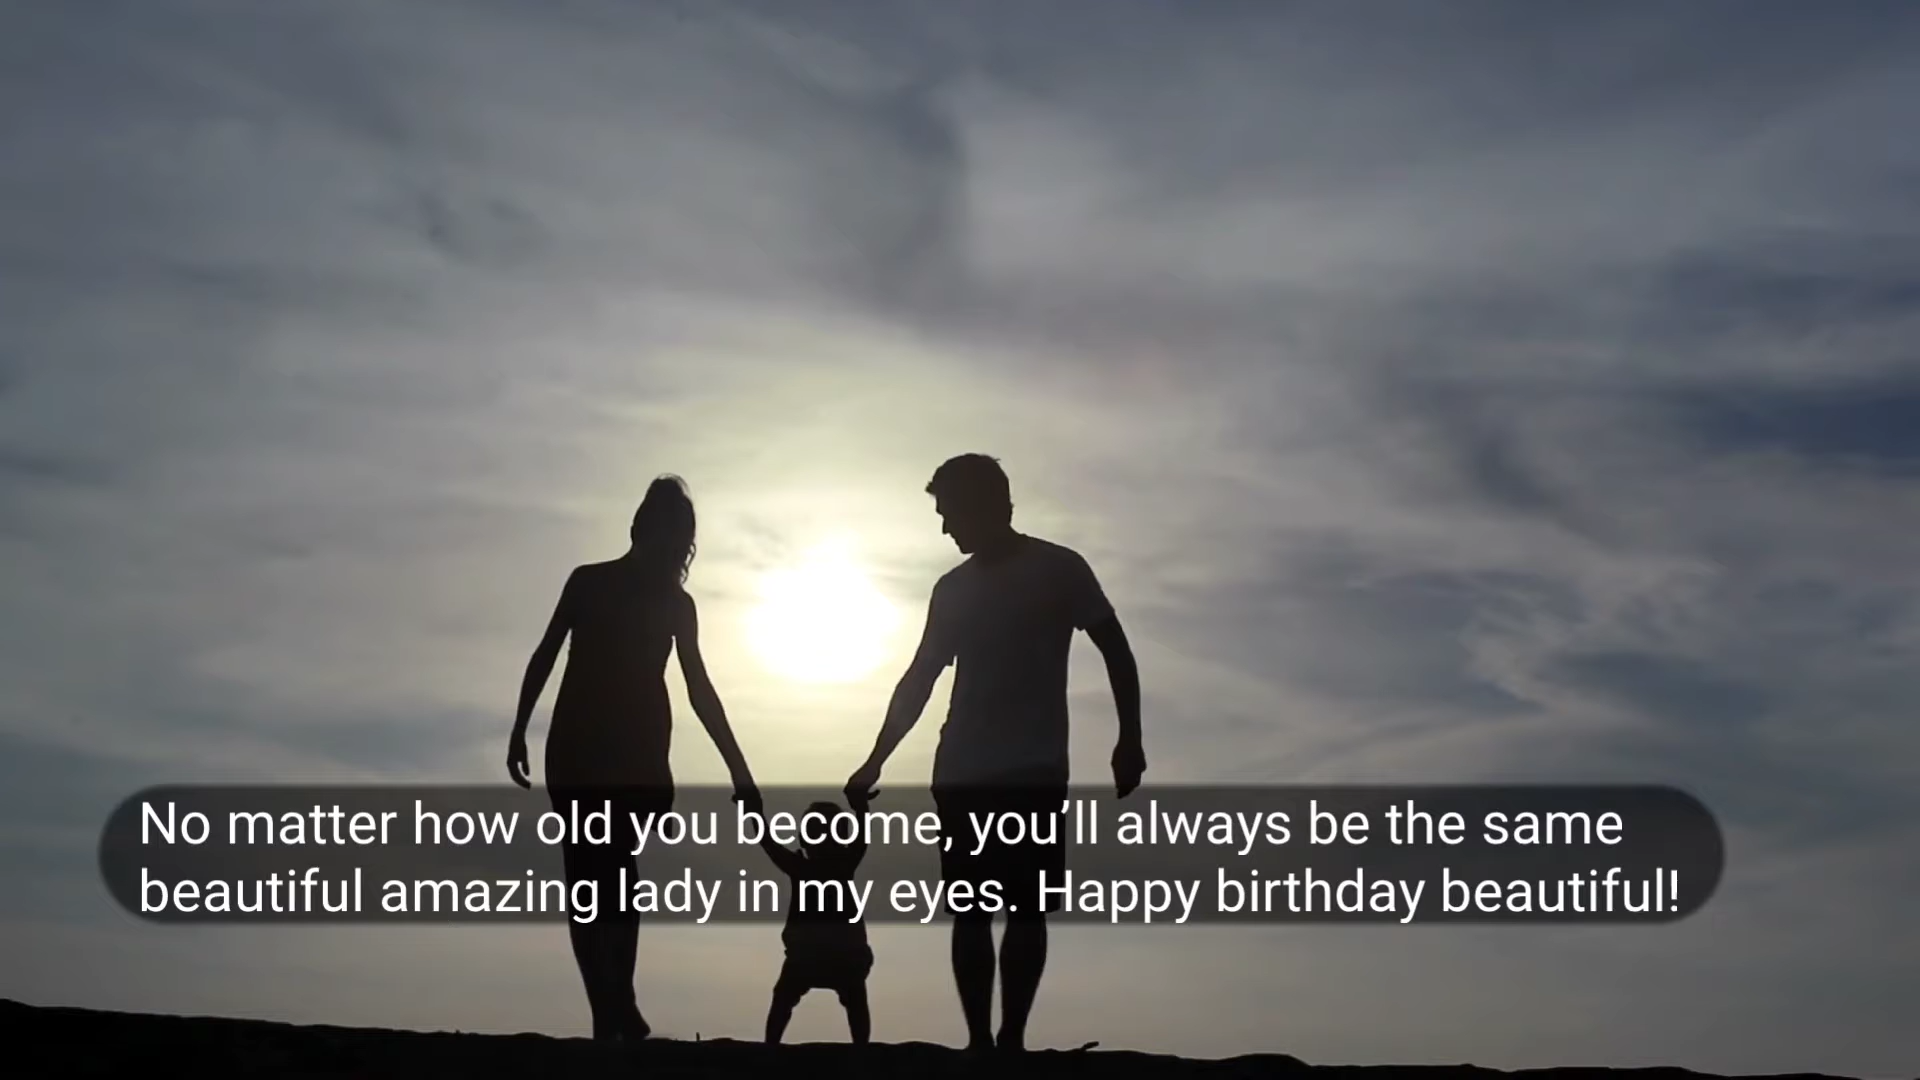 No matter how old you become, you’ll always be the same
beautiful amazing lady in my eyes. Happy birthday beautiful!